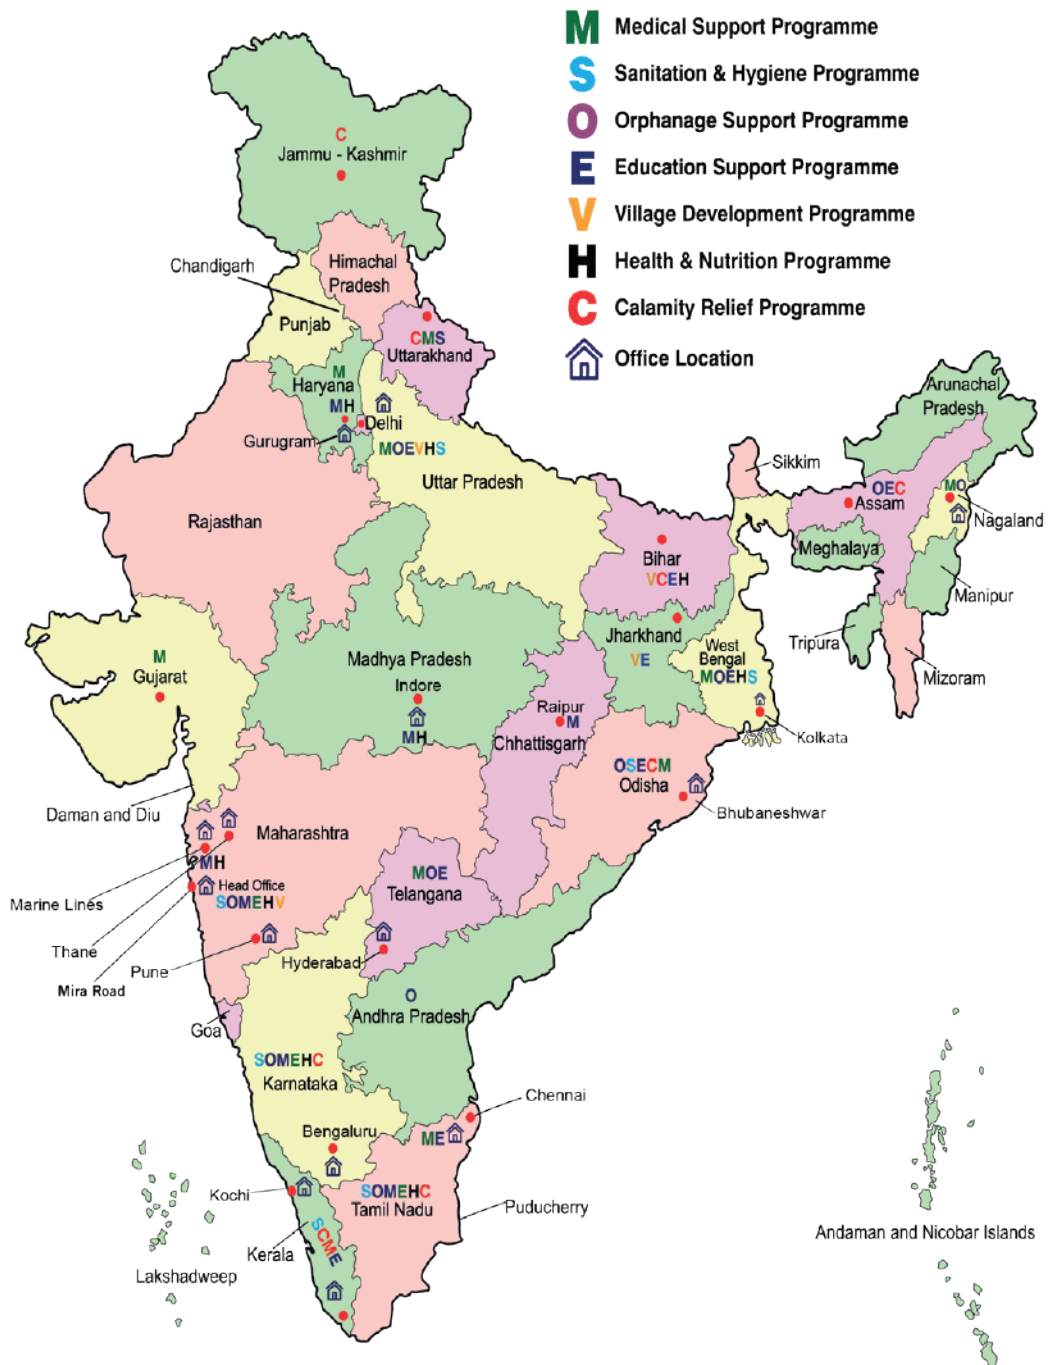 M Medical Support Programme
S Sanitation & Hygiene Programme
O Orphanage Support Programme
E Education Support Programme
V Village Development Programme
H Health & Nutrition Programme
C Calamity Relief Programme
Office Location
C
Jammu - Kashmir
Chandigarh
Himachal
Pradesh
Punjab
CMS
Uttarakhand
M
Haryana
MH
Delhi
Gurugram
MOEVHS
Uttar Pradesh
Rajasthan
Arunachal
Pradesh
Sikkim
OEC
Assam
MO
Nagaland
Meghalaya
Manipur
Tripura
Mizoram
Bihar
VCEH
Jharkhand
VE
West
Bengal
MOEHS
Kolkata
M
Gujarat
Madhya Pradesh
Indore
MH
Raipur
M
Chhattisgarh
OSECM
Odisha
Bhubaneshwar
Daman and Diu
Maharashtra
MH
Marine Lines
Head Office
SOMEHV
Thane
Pune
Mira Road
MOE
Telangana
Hyderabad
O
Andhra Pradesh
Goa
SOMEHC
Karnataka
Bengaluru
Chennai
ME
Kochi
SOMEHC
Tamil Nadu
Puducherry
SCME
Kerala
Lakshadweep
Andaman and Nicobar Islands